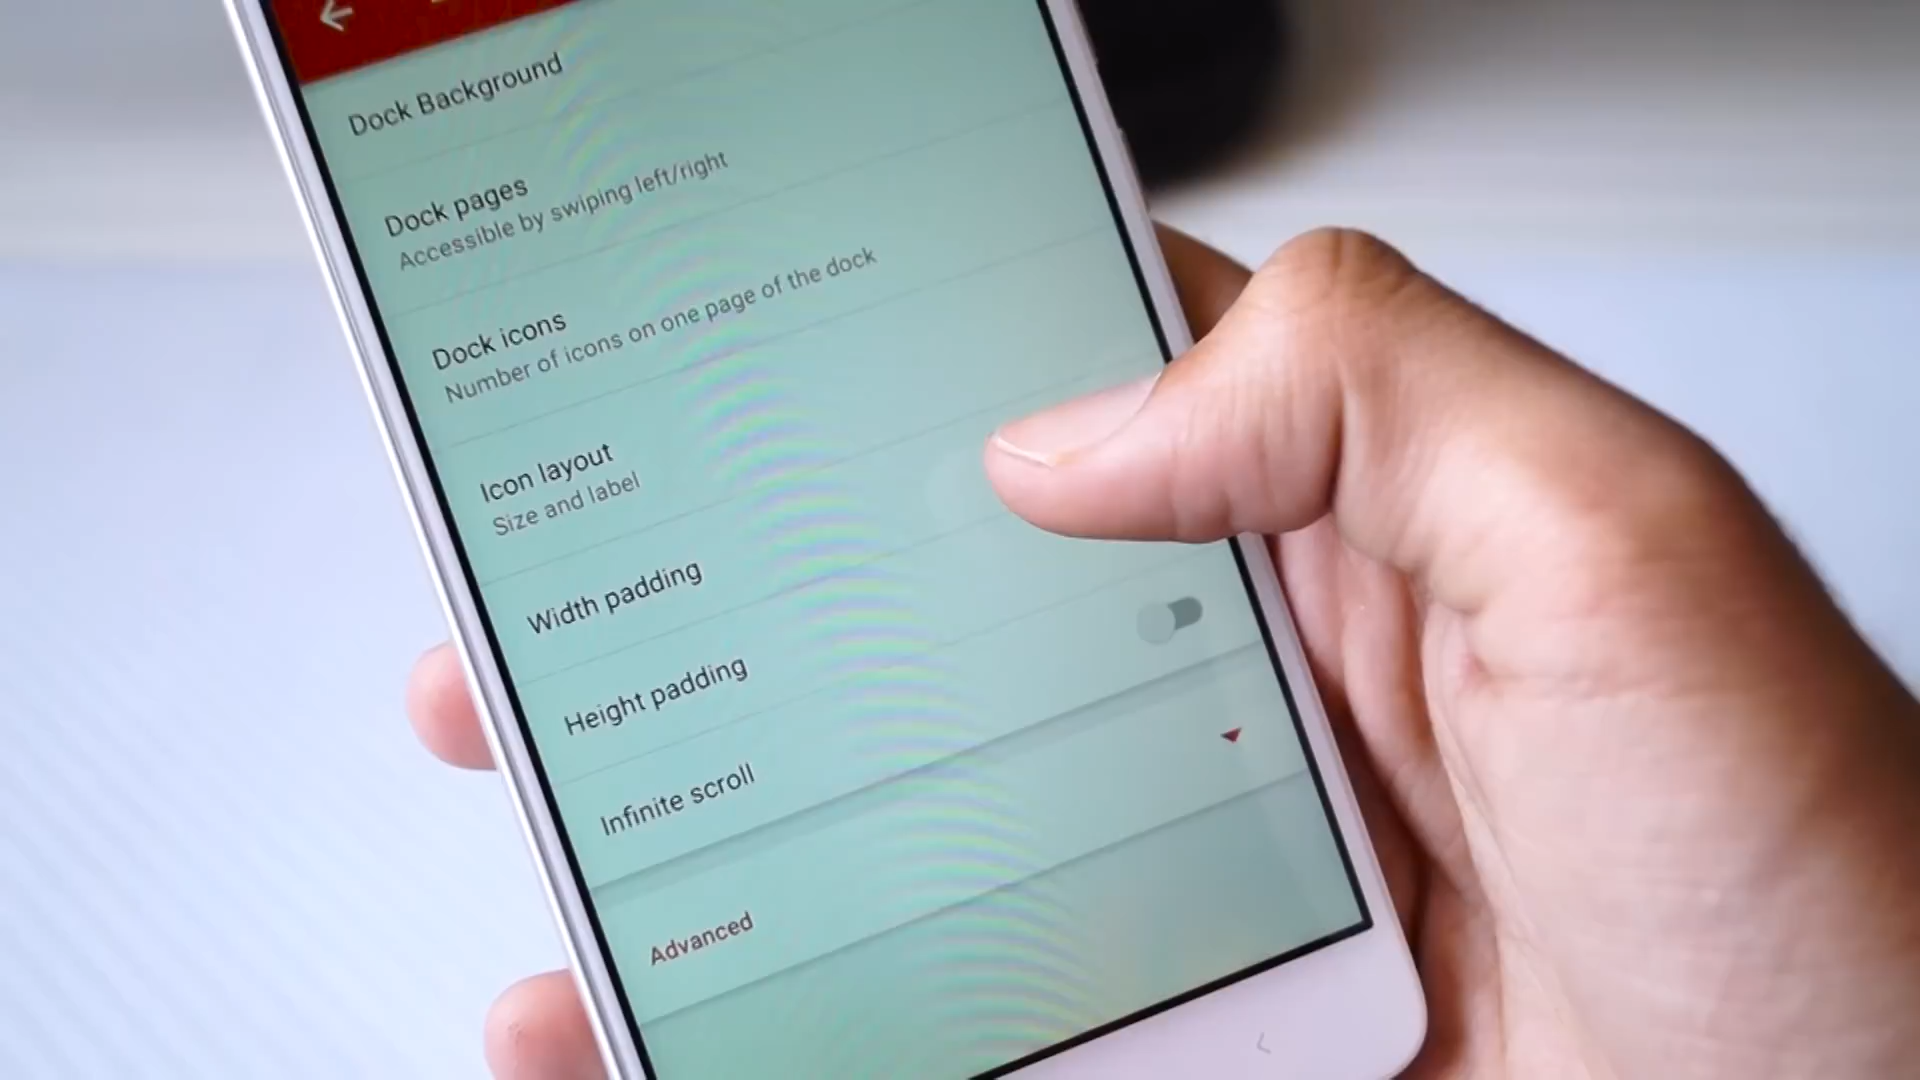 Dock Background
Dock pages
Accessible by swiping left/right
Dock icons
Number of icons on one page of the dock
Icon layout
Size and label
Width padding
Height padding
Infinite scroll
Advanced